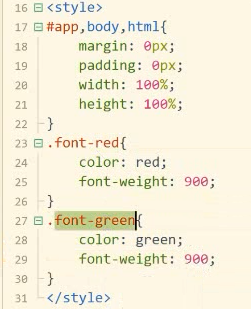 16 <style>
17 #app,body,html{
18 margin: 0px;
19 padding: 0px;
20 width: 100%;
21 height: 100%;
22 }
23 .font-red{
24 color: red;
25 font-weight: 900;
26 }
27 .font-green{
28 color: green;
29 font-weight: 900;
30 }
31 </style>